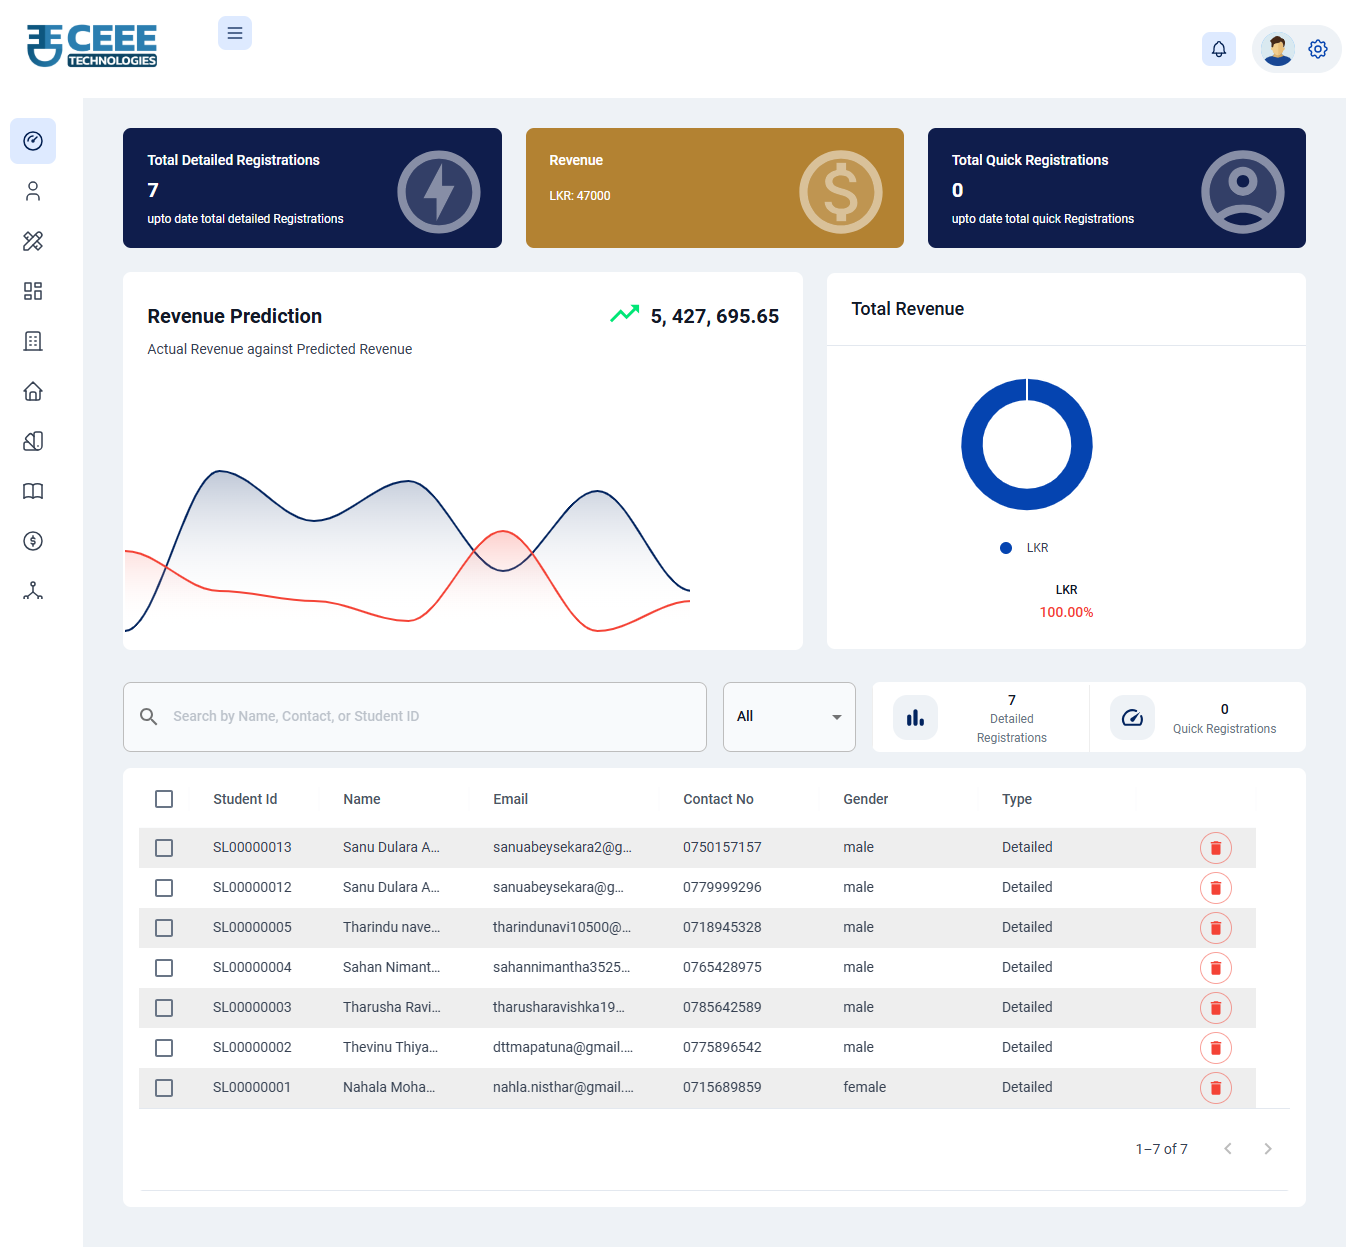 CEEE
TECHNOLOGIES
Total Detailed Registrations
7
upto date total detailed Registrations
Revenue
LKR: 47000
Total Quick Registrations
0
upto date total quick Registrations
Revenue Prediction
5, 427, 695.65
Actual Revenue against Predicted Revenue
Total Revenue
LKR
LKR
100.00%
Search by Name, Contact, or Student ID
All
7
Detailed
Registrations
0
Quick Registrations
Student Id Name Email Contact No Gender Type
SL00000013 Sanu Dulara A... sanuabeysekara2@g... 0750157157 male Detailed
SL00000012 Sanu Dulara A... sanuabeysekara@g... 0779999296 male Detailed
SL00000005 Tharindu nave... tharindunavi10500@... 0718945328 male Detailed
SL00000004 Sahan Nimant... sahannimantha3525... 0765428975 male Detailed
SL00000003 Tharusha Ravi... tharusharavishka19... 0785642589 male Detailed
SL00000002 Thevinu Thiya... dttmapatuna@gmail.... 0775896542 male Detailed
SL00000001 Nahala Moha... nahla.nisthar@gmail.... 0715689859 female Detailed
1–7 of 7